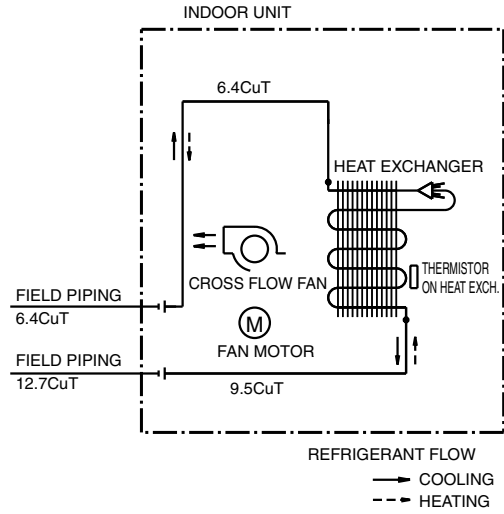 INDOOR UNIT
6.4CuT
HEAT EXCHANGER
THERMISTOR
ON HEAT EXCH.
CROSS FLOW FAN
FIELD PIPING
6.4CuT
M
FAN MOTOR
FIELD PIPING
12.7CuT
9.5CuT
REFRIGERANT FLOW
COOLING
HEATING